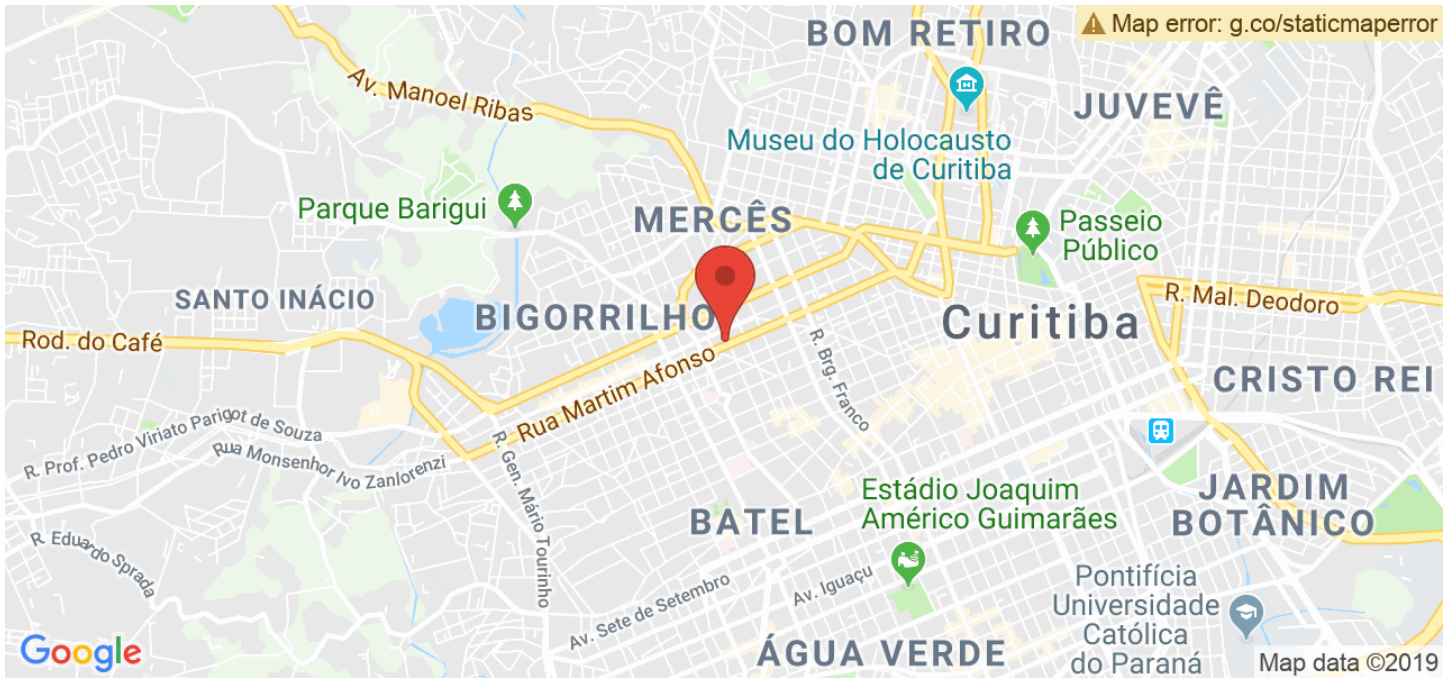 BOM RETIRO
Map error: g.co/staticmaperror
Av. Manoel Ribas
JUVEVÊ
Museu do Holocausto
de Curitiba
Parque Barigui
MERCÊS
Passeio
Público
SANTO INÁCIO
BIGORRILHO
R. Mal. Deodoro
Rod. do Café
Curitiba
Rua Martim Afonso
R. Brg. Franco
CRISTO REI
R. Prof. Pedro Viriato Parigot de Souza
Rua Monsenhor Ivo Zanlorenzi
R. Gen. Mário Tourinho
Estádio Joaquim
Américo Guimarães
JARDIM
BOTÂNICO
BATEL
R. Eduardo Sprada
Av. Sete de Setembro
Av. Iguaçu
Pontifícia
Universidade
Católica
do Paraná
Google
ÁGUA VERDE
Map data ©2019